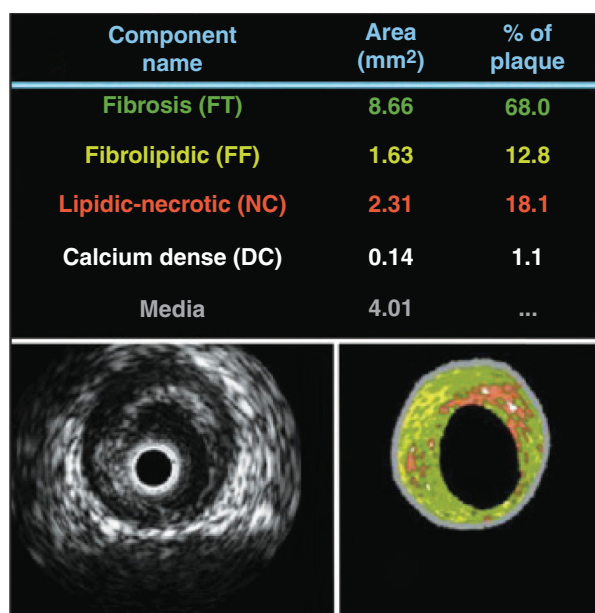 Component name Area (mm2) % of plaque
Fibrosis (FT) 8.66 68.0
Fibrolipidic (FF) 1.63 12.8
Lipidic-necrotic (NC) 2.31 18.1
Calcium dense (DC) 0.14 1.1
Media 4.01 ...